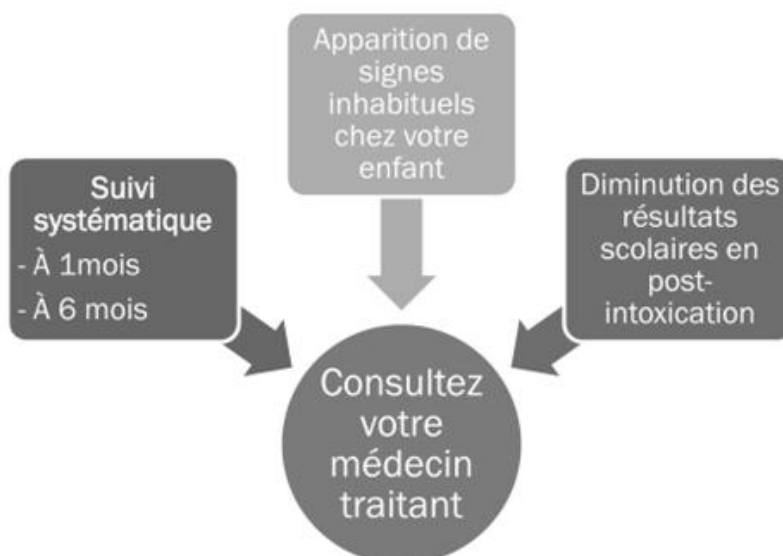 Apparition de
signes
inhabituels
chez votre
enfant
Suivi
systématique
- À 1mois
- À 6 mois
Diminution des
résultats
scolaires en
post-
intoxication
Consultez
votre
médecin
traitant